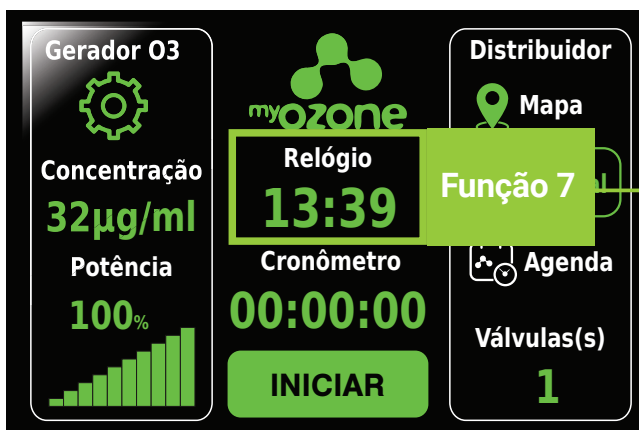 Gerador O3
Concentração
32µg/ml
Potência
100%
myozone
Relógio
13:39
Cronômetro
00:00:00
INICIAR
Distribuidor
Mapa
Função 7
Agenda
Válvulas(s)
1